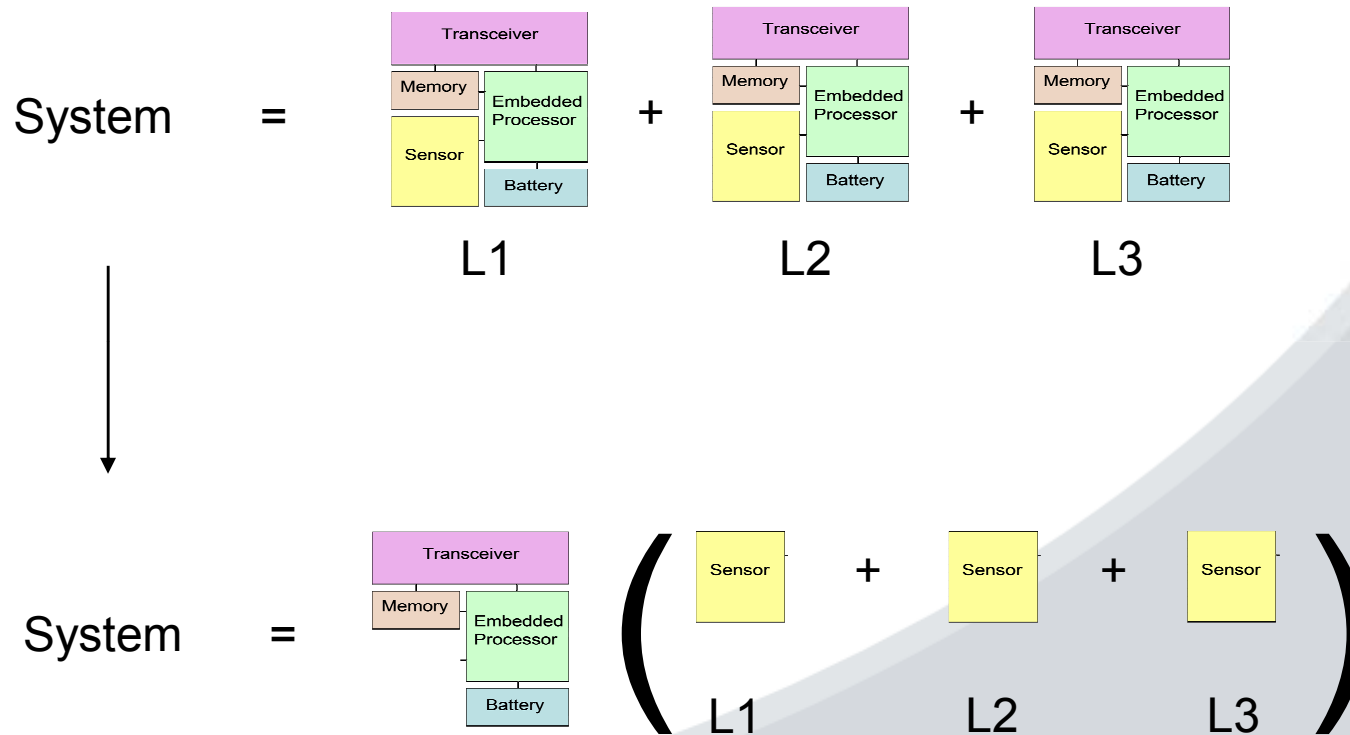 System = Transceiver + Transceiver + Transceiver
Memory Embedded Processor Memory Embedded Processor Memory Embedded Processor
Sensor Sensor Sensor
Battery Battery Battery
L1 L2 L3
System = Transceiver ( Sensor + Sensor + Sensor )
Memory Embedded
Processor
Battery
L1 L2 L3